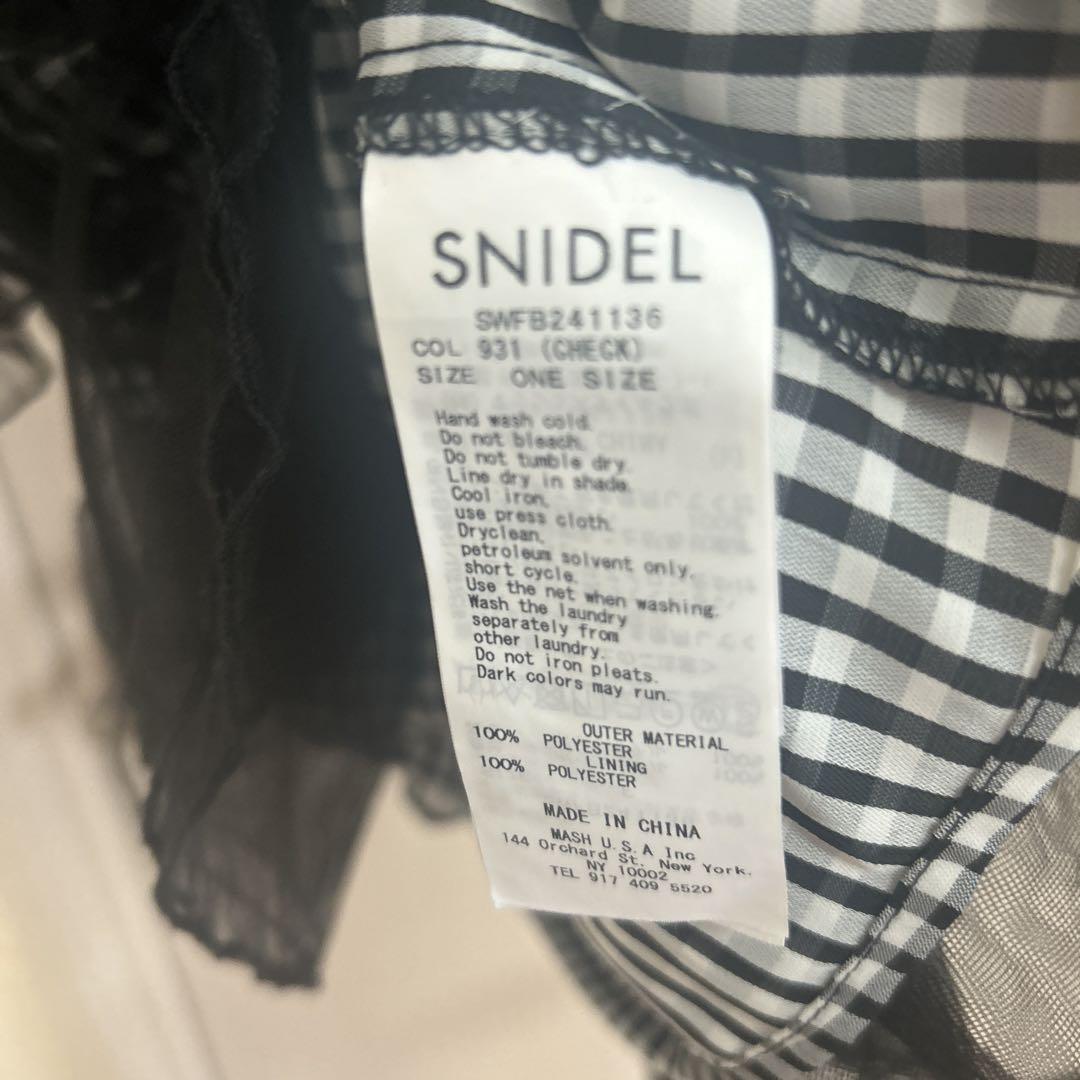 SNIDEL
SWFB241136
COL 931 (CHECK)
SIZE ONE SIZE
Hand wash cold.
Do not bleach.
Do not tumble dry.
Line dry in shade.
Cool iron,
use press cloth.
Dryclean,
petroleum solvent only,
short cycle.
Use the net when washing.
Wash the laundry
separately from
other laundry.
Do not iron pleats.
Dark colors may run.
OUTER MATERIAL
100% POLYESTER
LINING
100% POLYESTER
MADE IN CHINA
MASH U.S.A Inc
144 Orchard St. New York.
NY 10002
TEL 917 409 5520